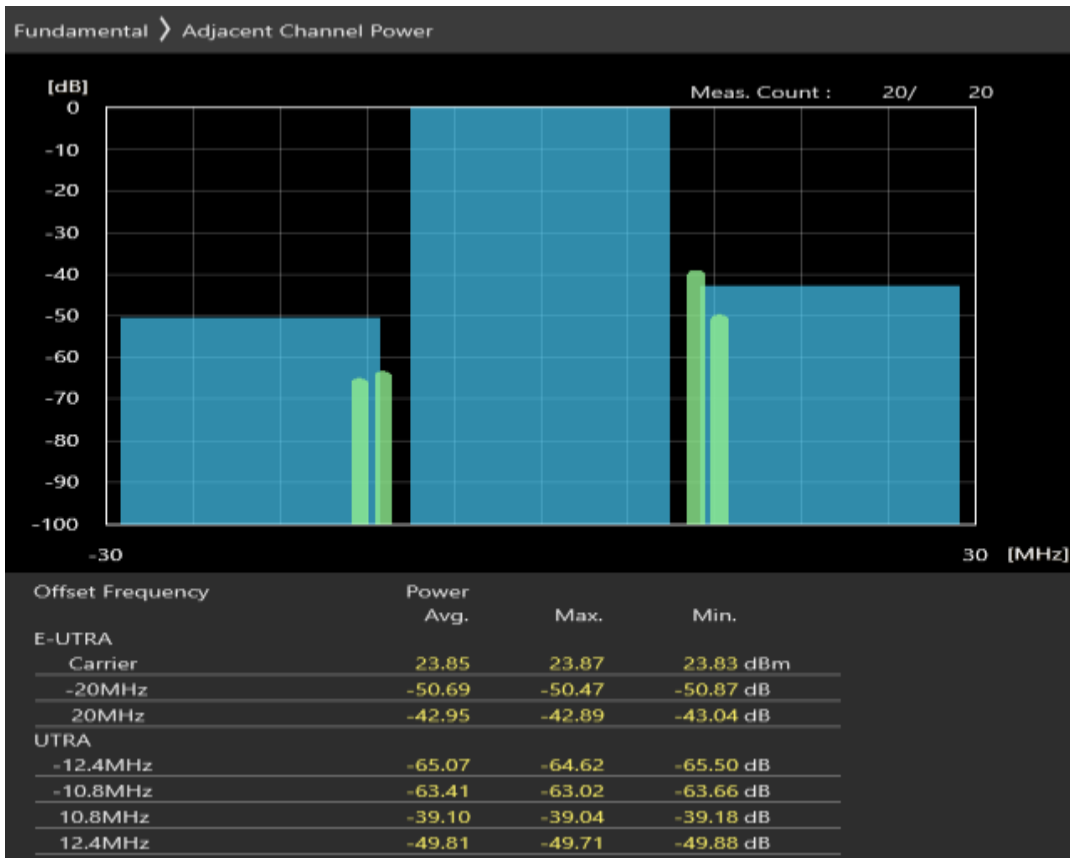 Fundamental 》 Adjacent Channel Power
[dB]
Meas. Count : 20/ 20
0
-10
-20
-30
-40
-50
-60
-70
-80
-90
-100
-30 30 [MHz]
Offset Frequency Power
Avg. Max. Min.
E-UTRA
Carrier 23.85 23.87 23.83 dBm
-20MHz -50.69 -50.47 -50.87 dB
20MHz -42.95 -42.89 -43.04 dB
UTRA
-12.4MHz -65.07 -64.62 -65.50 dB
-10.8MHz -63.41 -63.02 -63.66 dB
10.8MHz -39.10 -39.04 -39.18 dB
12.4MHz -49.81 -49.71 -49.88 dB